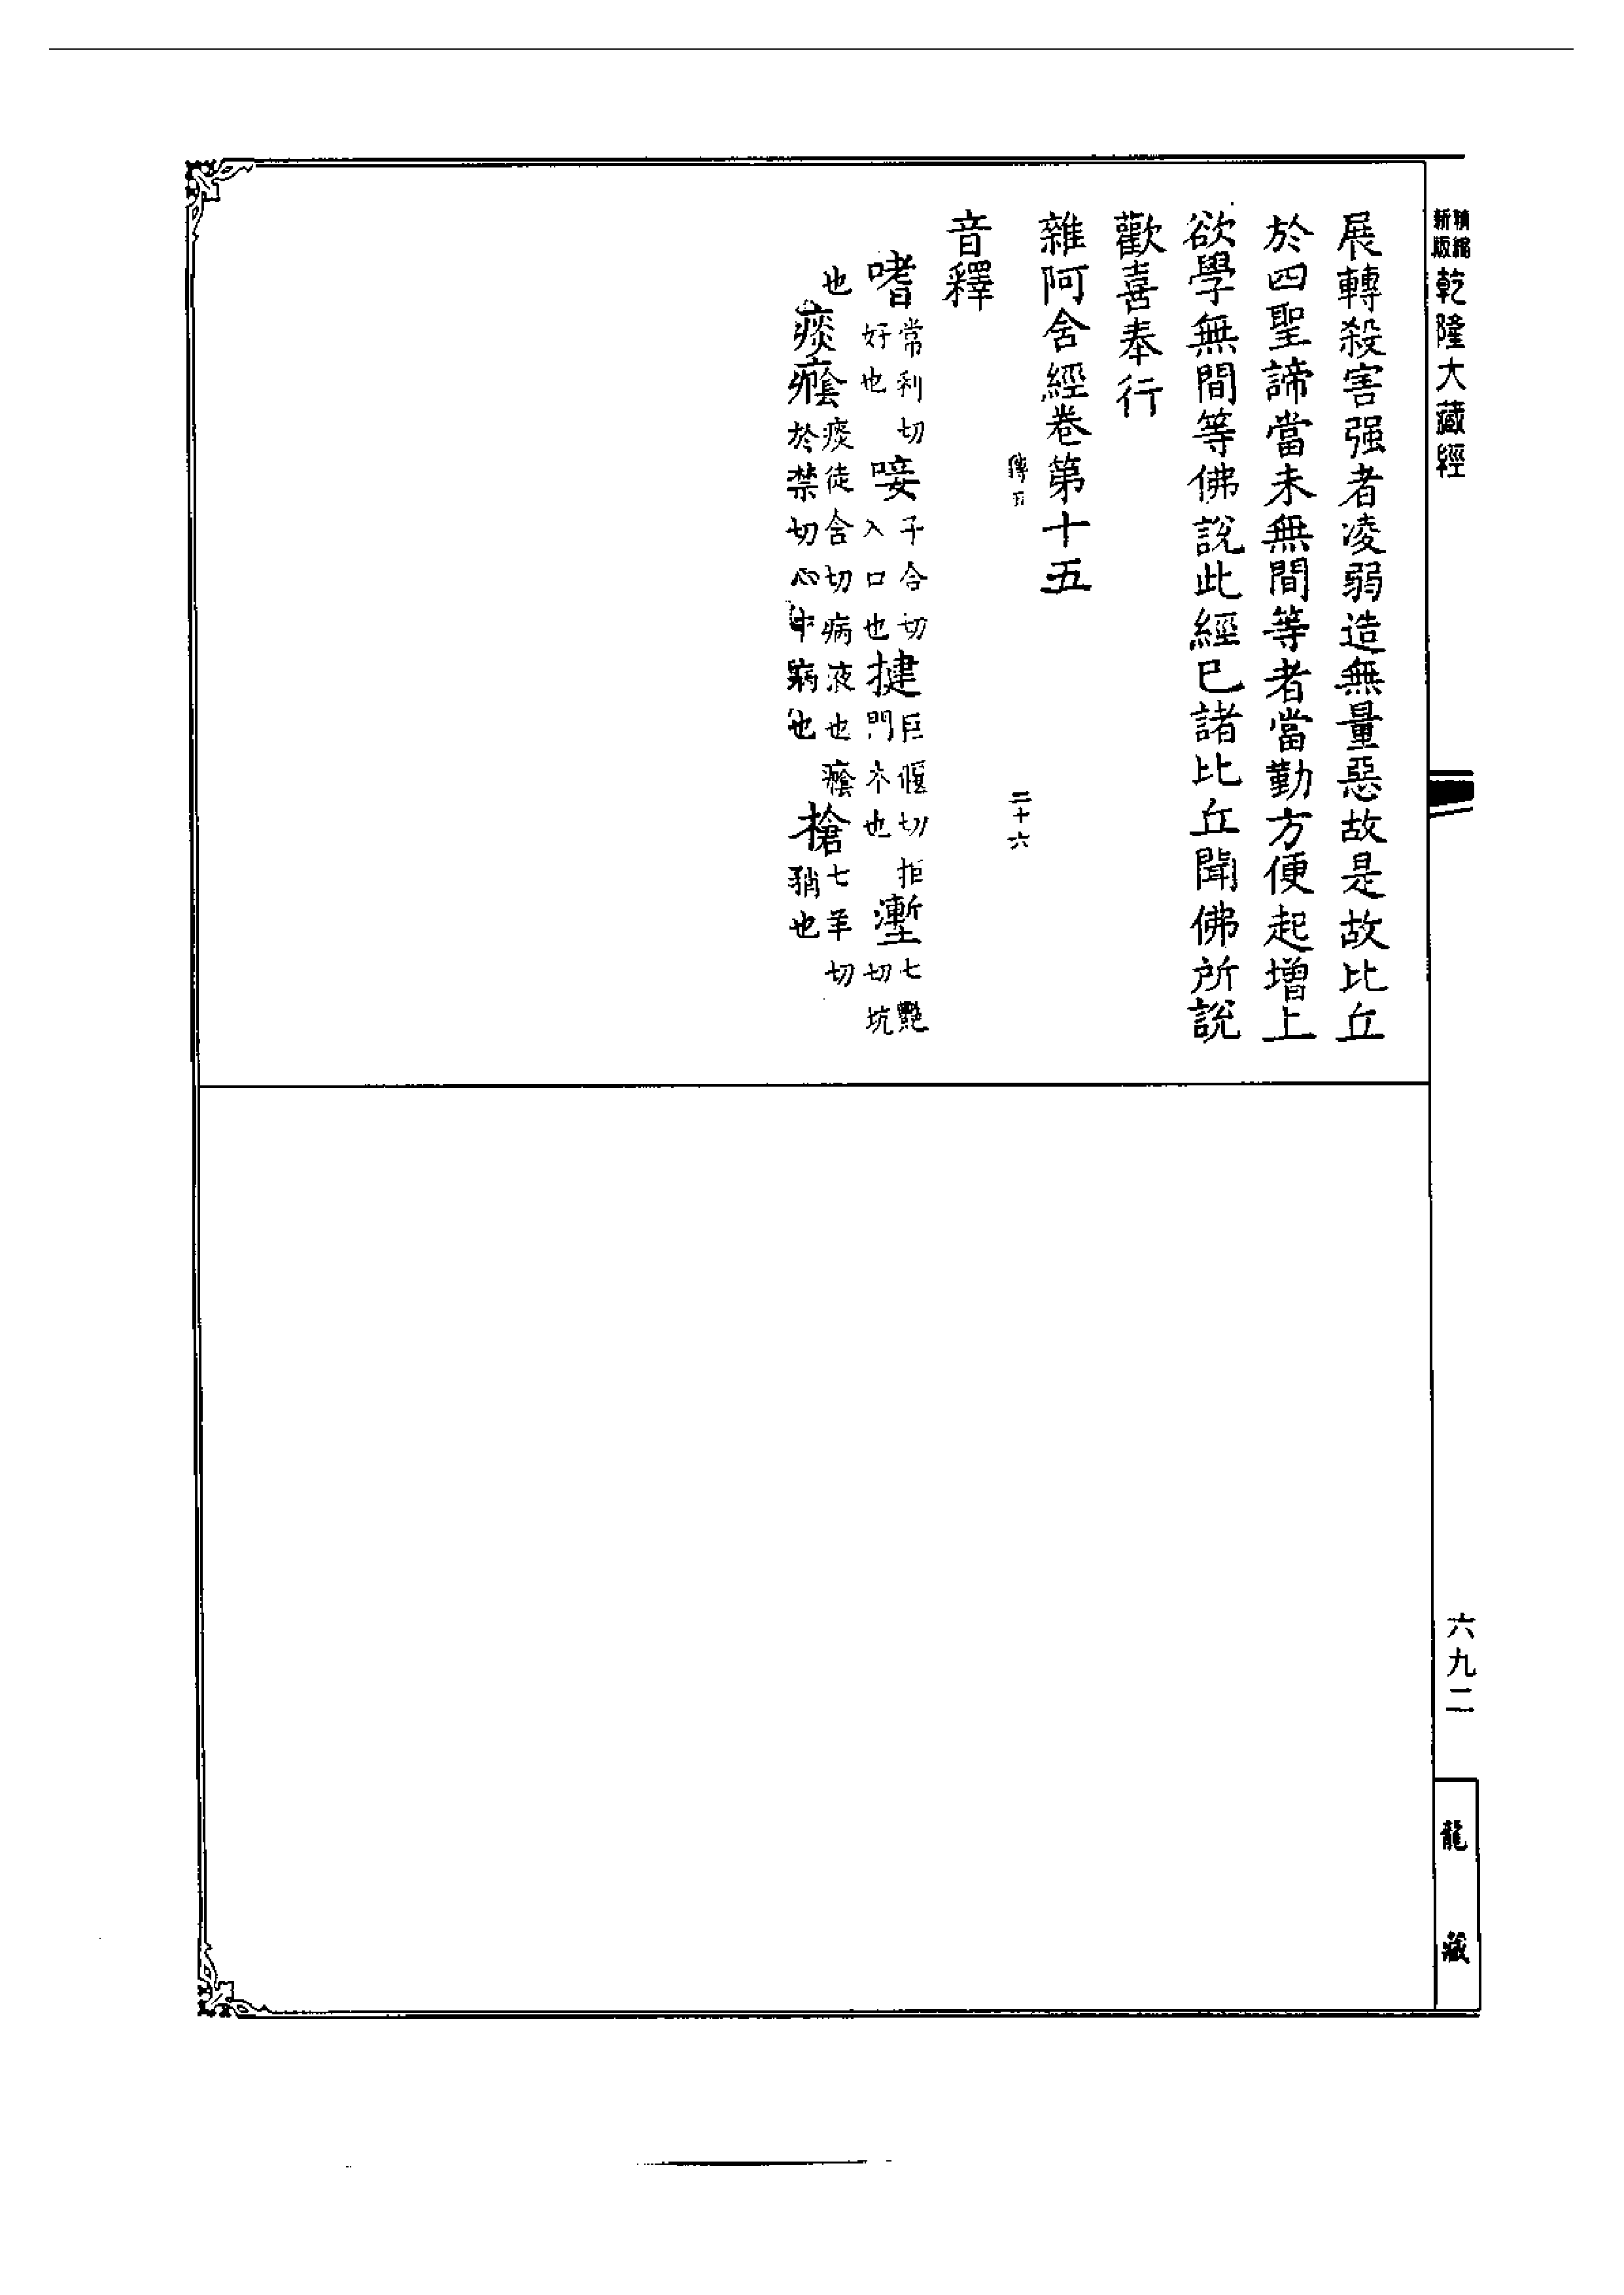 精縮新版乾隆大藏經
展轉殺害强者凌弱造無量惡故是故比丘
於四聖諦當未無間等者當勤方便起增上
欲學無間等佛說此經已諸比丘聞佛所說
歡喜奉行
雜阿含經卷第十五
二十六
音釋
嗜常利切好也 唼子合切入口也 揵巨偃切拒門木也 塹七艷切坑
也 痰癊痰徒含切病液也癊於禁切心中病也 槍七羊切矟也
六九二
龍藏